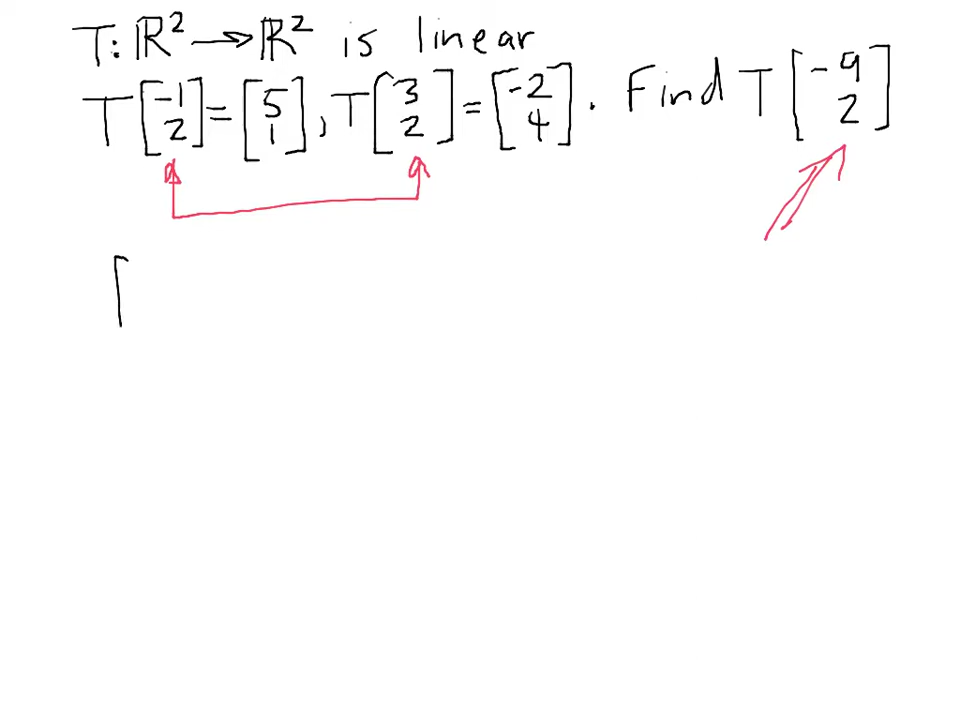 T: ℝ² → ℝ² is linear
T[-1 2] = [5 1], T[3 2] = [-2 4]. Find T[-9 2]
[